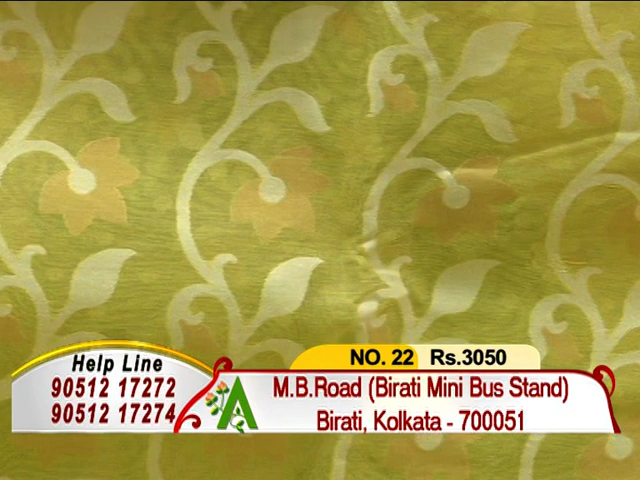 NO. 22 Rs.3050
Help Line
90512 17272
90512 17274
A
M.B.Road (Birati Mini Bus Stand)
Birati, Kolkata - 700051